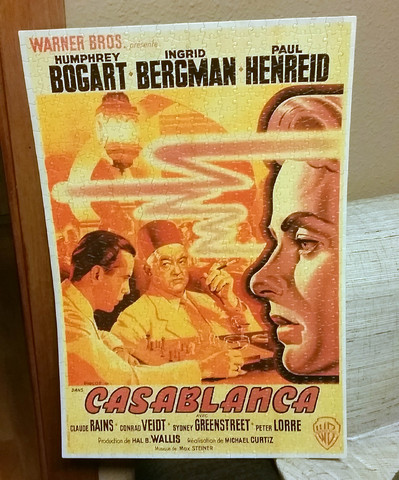 WARNER BROS. présente
HUMPHREY INGRID PAUL
BOGART · BERGMAN · HENREID
DANS
CASABLANCA
AVEC
CLAUDE RAINS · CONRAD VEIDT · SYDNEY GREENSTREET · PETER LORRE
Production de HAL B. WALLIS Réalisation de MICHAEL CURTIZ
Musique de MAX STEINER
WB